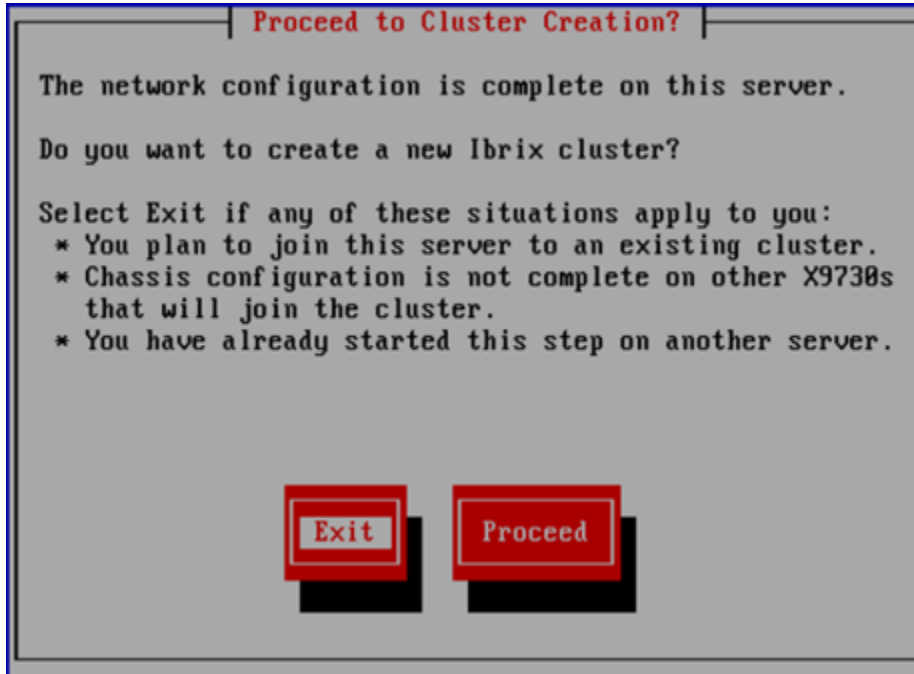 Proceed to Cluster Creation?
The network configuration is complete on this server.
Do you want to create a new Ibrix cluster?
Select Exit if any of these situations apply to you:
* You plan to join this server to an existing cluster.
* Chassis configuration is not complete on other X9730s
that will join the cluster.
* You have already started this step on another server.
Exit
Proceed